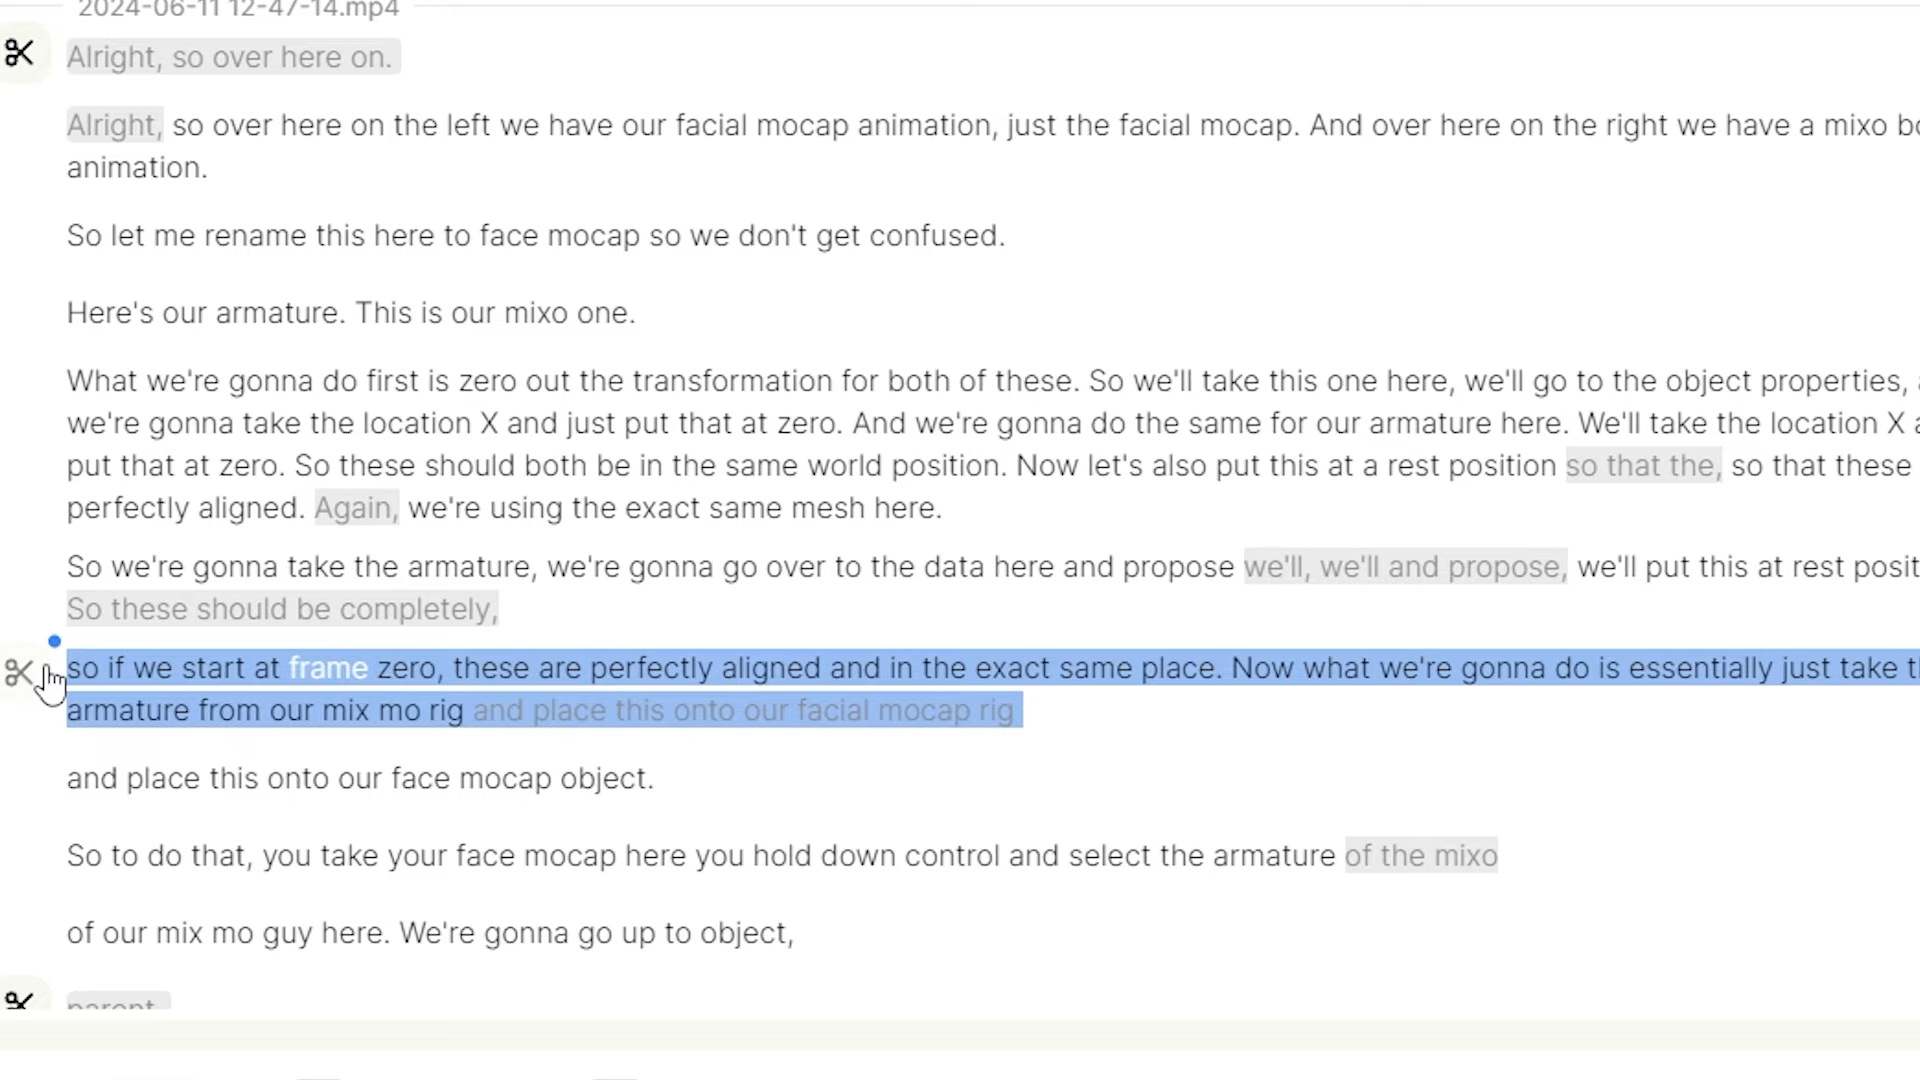 2024-06-11 12-47-14.mp4
Alright, so over here on.
Alright, so over here on the left we have our facial mocap animation, just the facial mocap. And over here on the right we have a mixo
animation.
So let me rename this here to face mocap so we don't get confused.
Here's our armature. This is our mixo one.
What we're gonna do first is zero out the transformation for both of these. So we'll take this one here, we'll go to the object properties,
we're gonna take the location X and just put that at zero. And we're gonna do the same for our armature here. We'll take the location X
put that at zero. So these should both be in the same world position. Now let's also put this at a rest position so that the, so that these
perfectly aligned. Again, we're using the exact same mesh here.
So we're gonna take the armature, we're gonna go over to the data here and propose we'll, we'll and propose, we'll put this at rest
So these should be completely,
so if we start at frame zero, these are perfectly aligned and in the exact same place. Now what we're gonna do is essentially just take
armature from our mix mo rig and place this onto our facial mocap rig
and place this onto our face mocap object.
So to do that, you take your face mocap here you hold down control and select the armature of the mixo
of our mix mo guy here. We're gonna go up to object,
parent